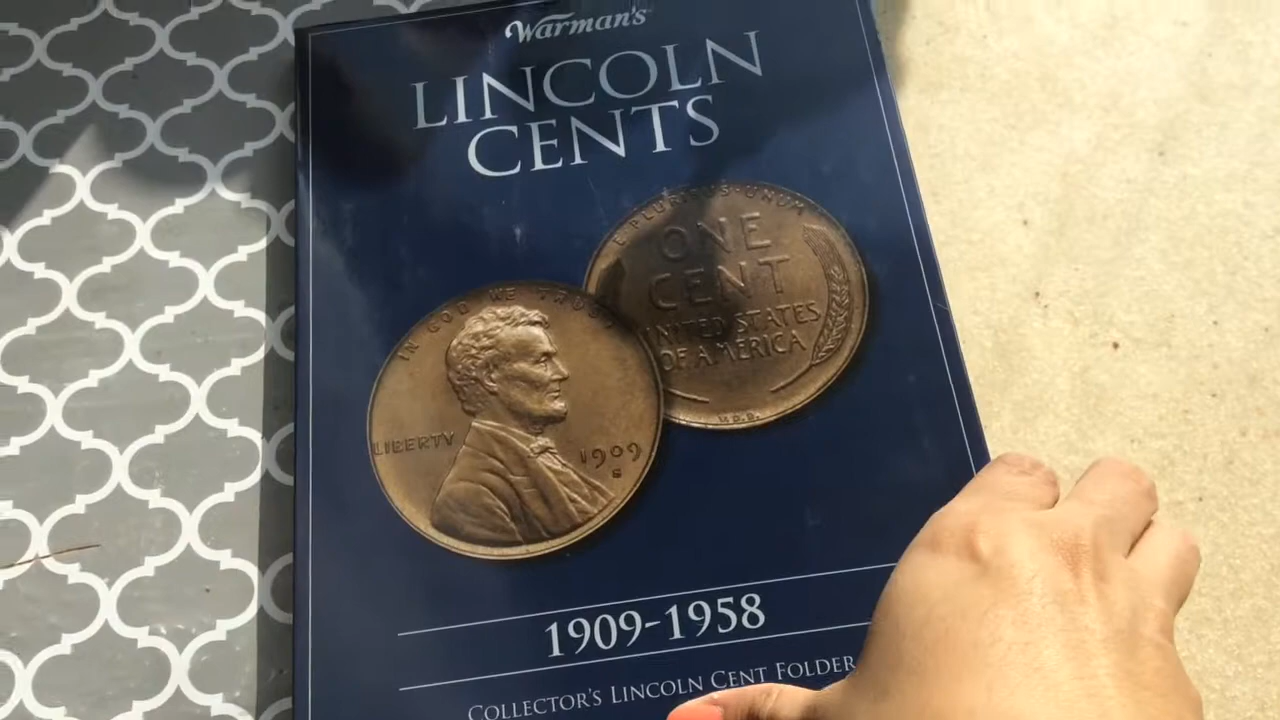 Warman's
LINCOLN
CENTS
E·PLURIBUS·UNUM
ONE
CENT
UNITED STATES
OF AMERICA
IN GOD WE TRUST
LIBERTY
1909
S
V.D.B.
1909-1958
COLLECTOR'S LINCOLN CENT FOLDER